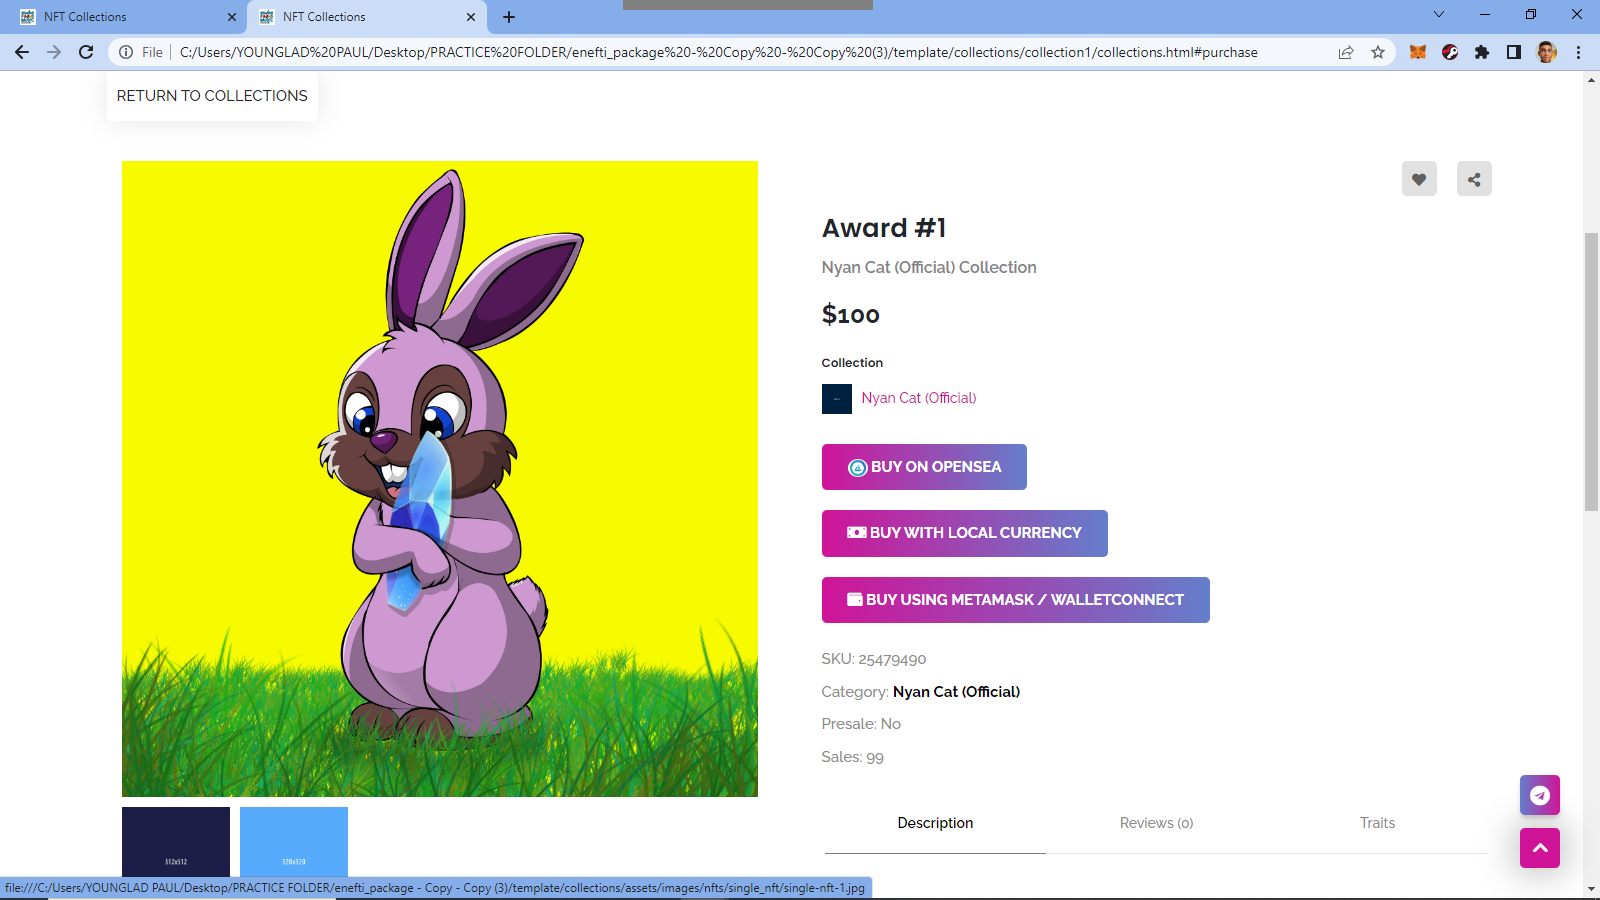 NFT Collections
NFT Collections
File
C:/Users/YOUNGLAD%20PAUL/Desktop/PRACTICE%20FOLDER/enefti_package%20-%20Copy%20-%20Copy%20(3)/template/collections/collection1/collections.html#purchase
RETURN TO COLLECTIONS
Award #1
Nyan Cat (Official) Collection
$100
Collection
Nyan Cat (Official)
BUY ON OPENSEA
BUY WITH LOCAL CURRENCY
BUY USING METAMASK / WALLETCONNECT
SKU: 25479490
Category: Nyan Cat (Official)
Presale: No
Sales: 99
Description
Reviews (0)
Traits
512x512
320x320
file:///C:/Users/YOUNGLAD PAUL/Desktop/PRACTICE FOLDER/enefti_package - Copy - Copy (3)/template/collections/assets/images/nfts/single_nft/single-nft-1.jpg